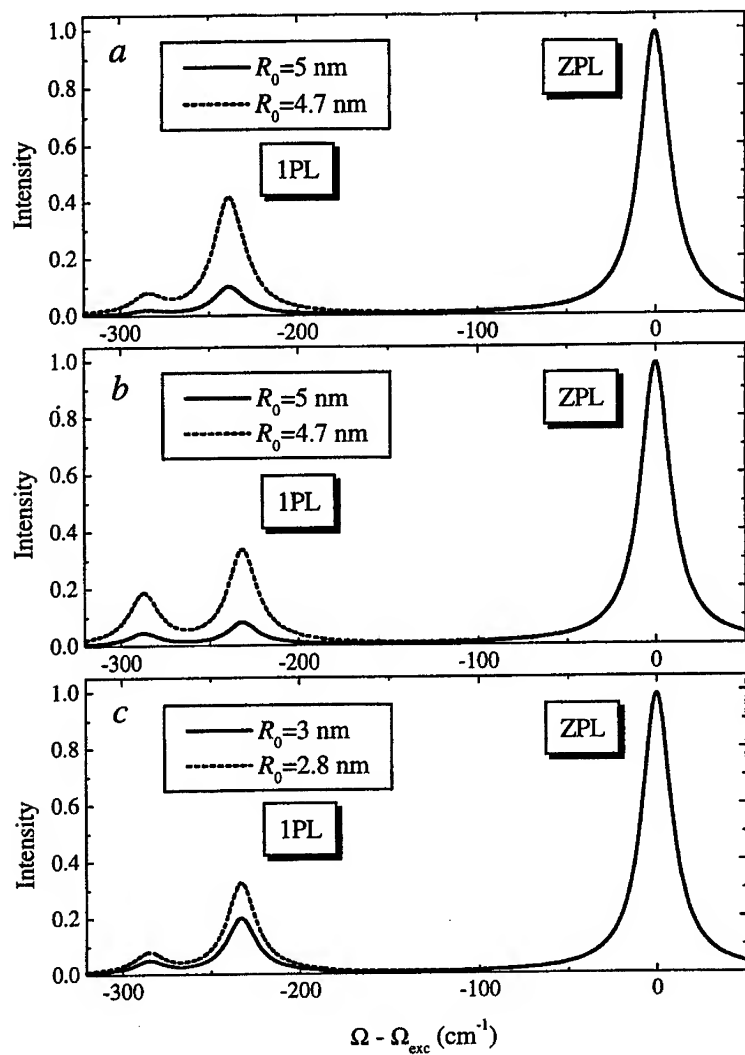 a
R₀=5 nm
R₀=4.7 nm
ZPL
1PL
Intensity
1.0
0.8
0.6
0.4
0.2
0.0
-300
-200
-100
0
b
R₀=5 nm
R₀=4.7 nm
ZPL
1PL
Intensity
1.0
0.8
0.6
0.4
0.2
0.0
-300
-200
-100
0
c
R₀=3 nm
R₀=2.8 nm
ZPL
1PL
Intensity
1.0
0.8
0.6
0.4
0.2
0.0
-300
-200
-100
0
Ω - Ωexc (cm⁻¹)